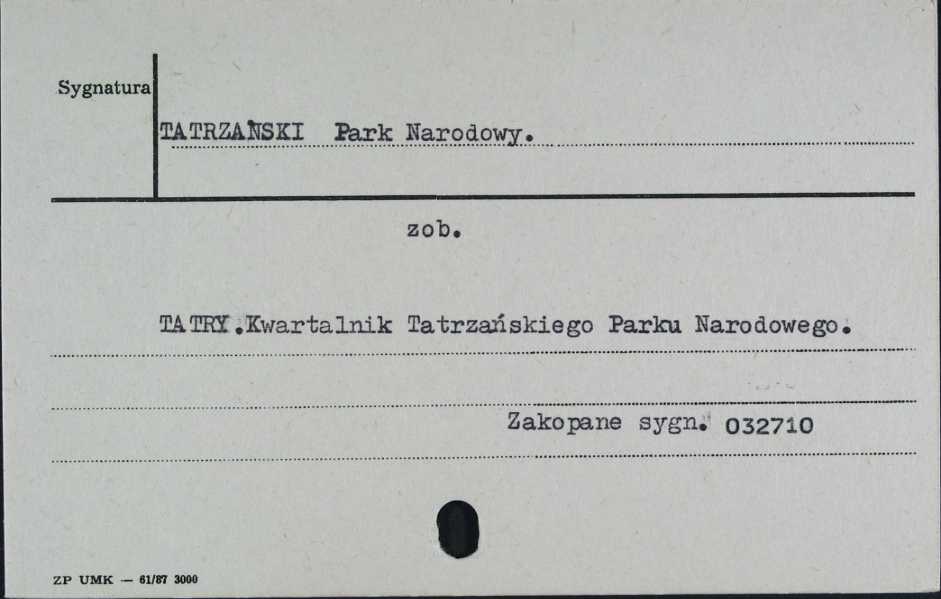 Sygnatura
TATRZAŃSKI Park Narodowy.
zob.
TATRY.Kwartalnik Tatrzańskiego Parku Narodowego.
Zakopane sygn. 032710
ZP UMK — 61/87 3000